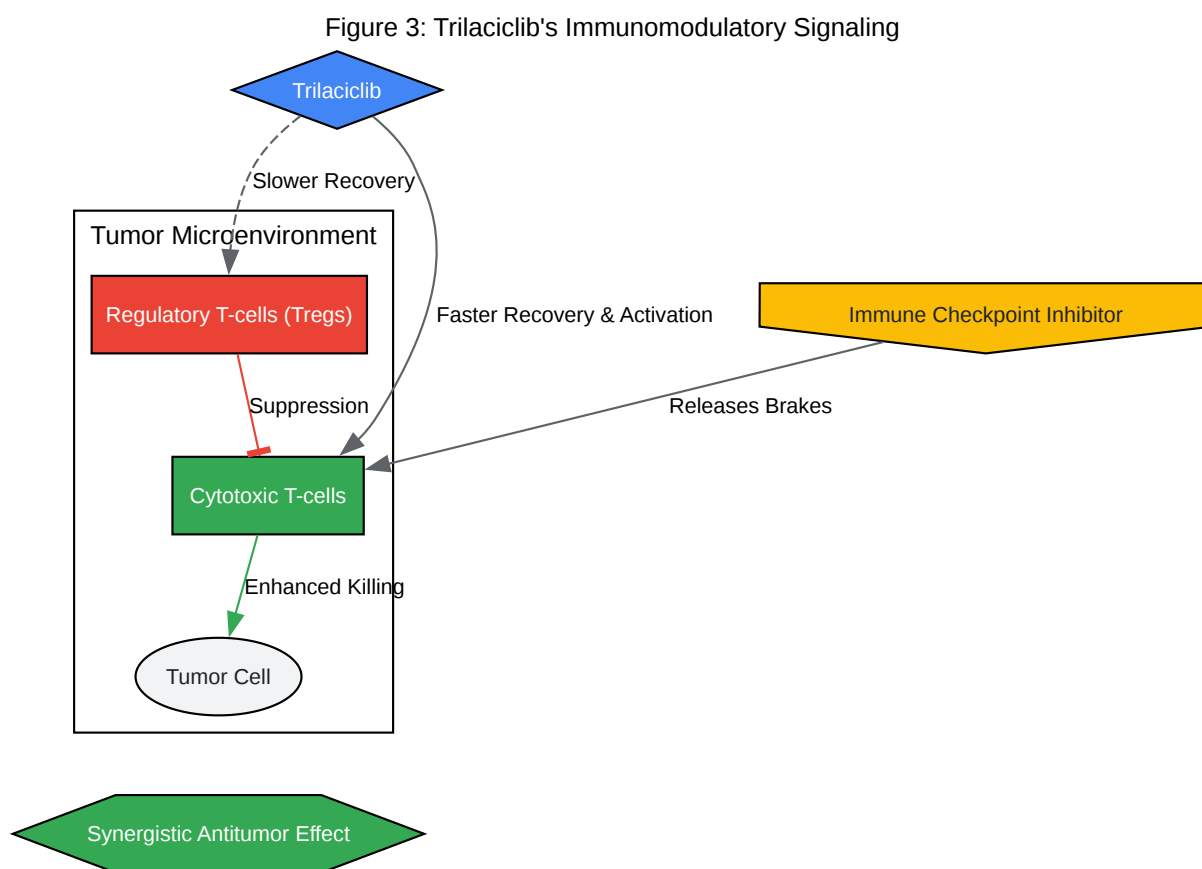 Figure 3: Trilaciclib's Immunomodulatory Signaling
Trilaciclib
Slower Recovery
Tumor Microenvironment
Regulatory T-cells (Tregs)
Faster Recovery & Activation
Immune Checkpoint Inhibitor
Suppression
Releases Brakes
Cytotoxic T-cells
Enhanced Killing
Tumor Cell
Synergistic Antitumor Effect